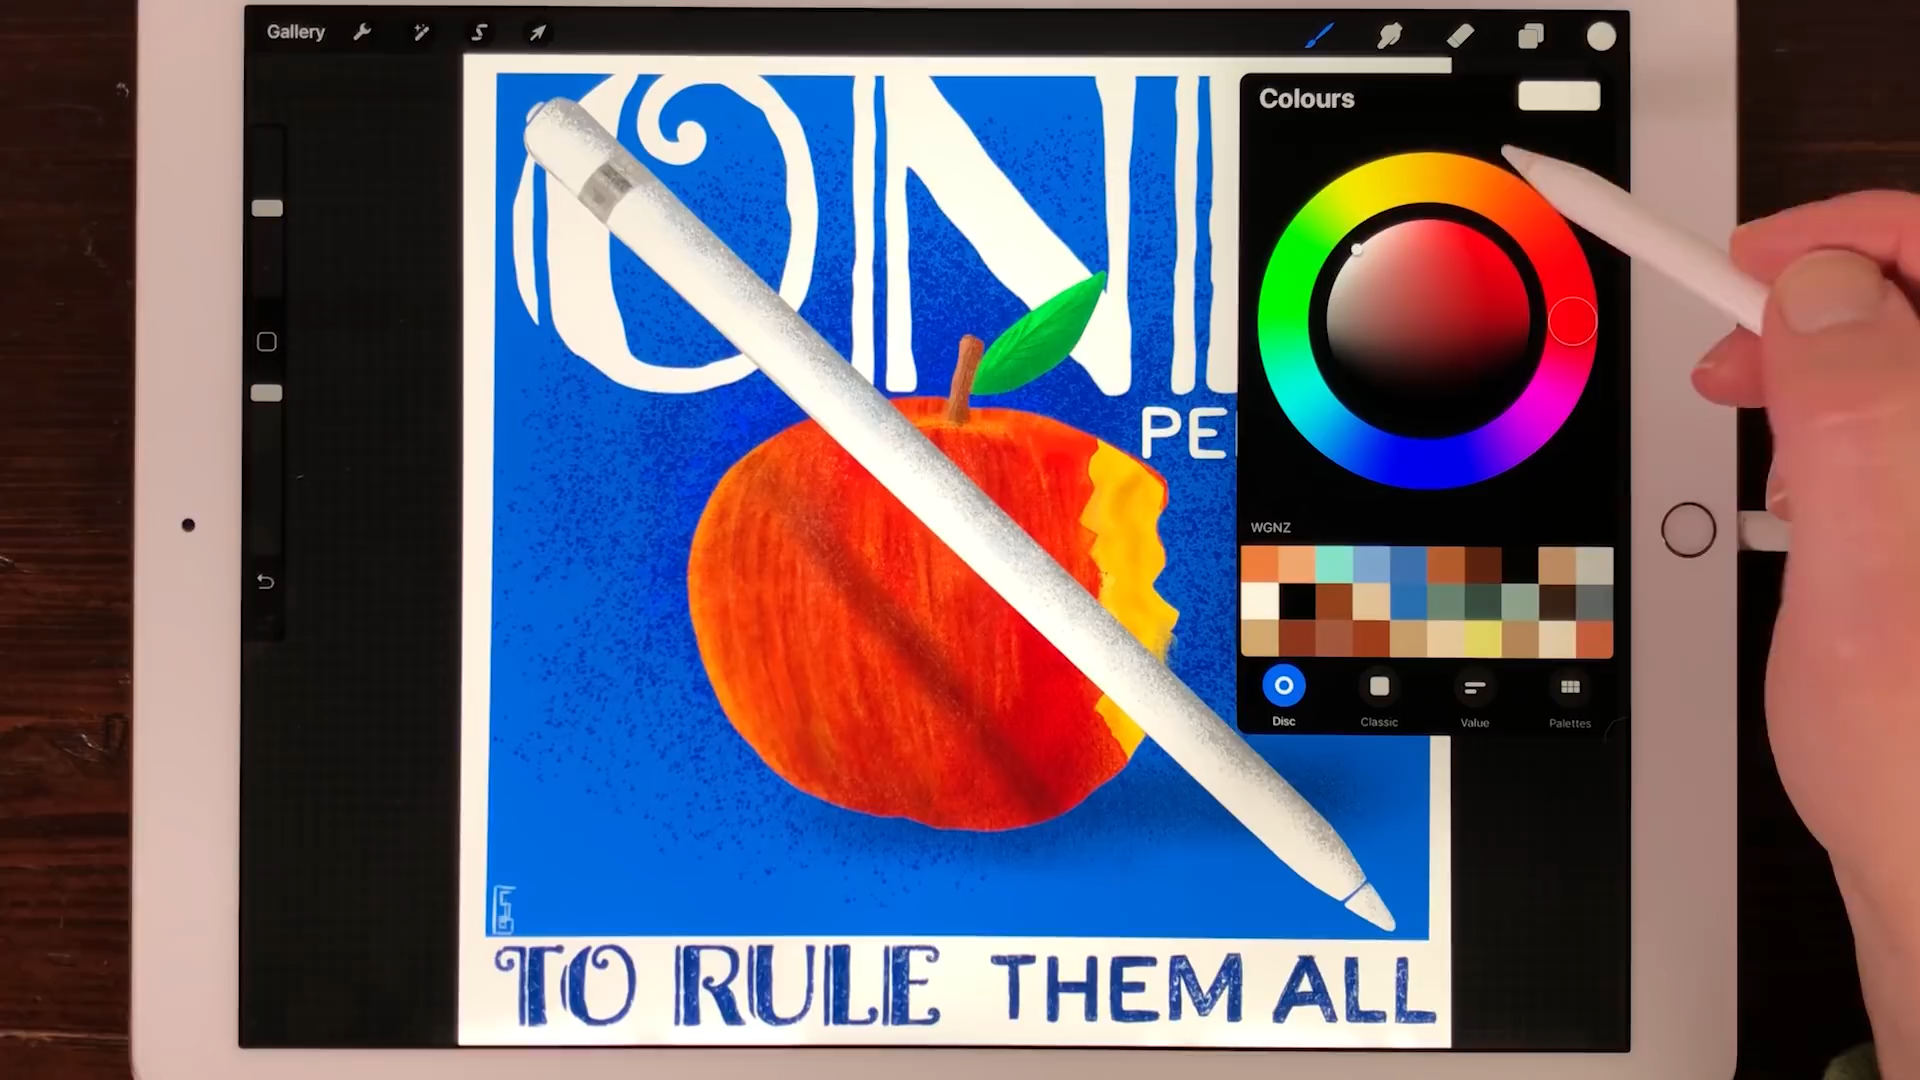 Gallery
Colours
ON
PE
WGNZ
Disc Classic Value Palettes
TO RULE THEM ALL